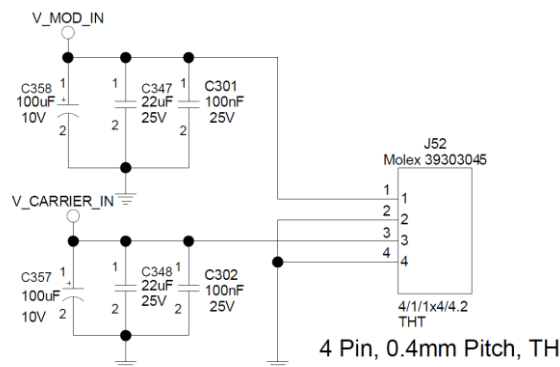 V_MOD_IN
1
C358
100uF
10V
+
2
1
C347
22uF
25V
2
1
C301
100nF
25V
2
J52
Molex 39303045
1 1
2 2
3 3
4 4
4/1/1x4/4.2
THT
V_CARRIER_IN
1
C357
100uF
10V
+
2
1
C348
22uF
25V
2
1
C302
100nF
25V
2
4 Pin, 0.4mm Pitch, TH